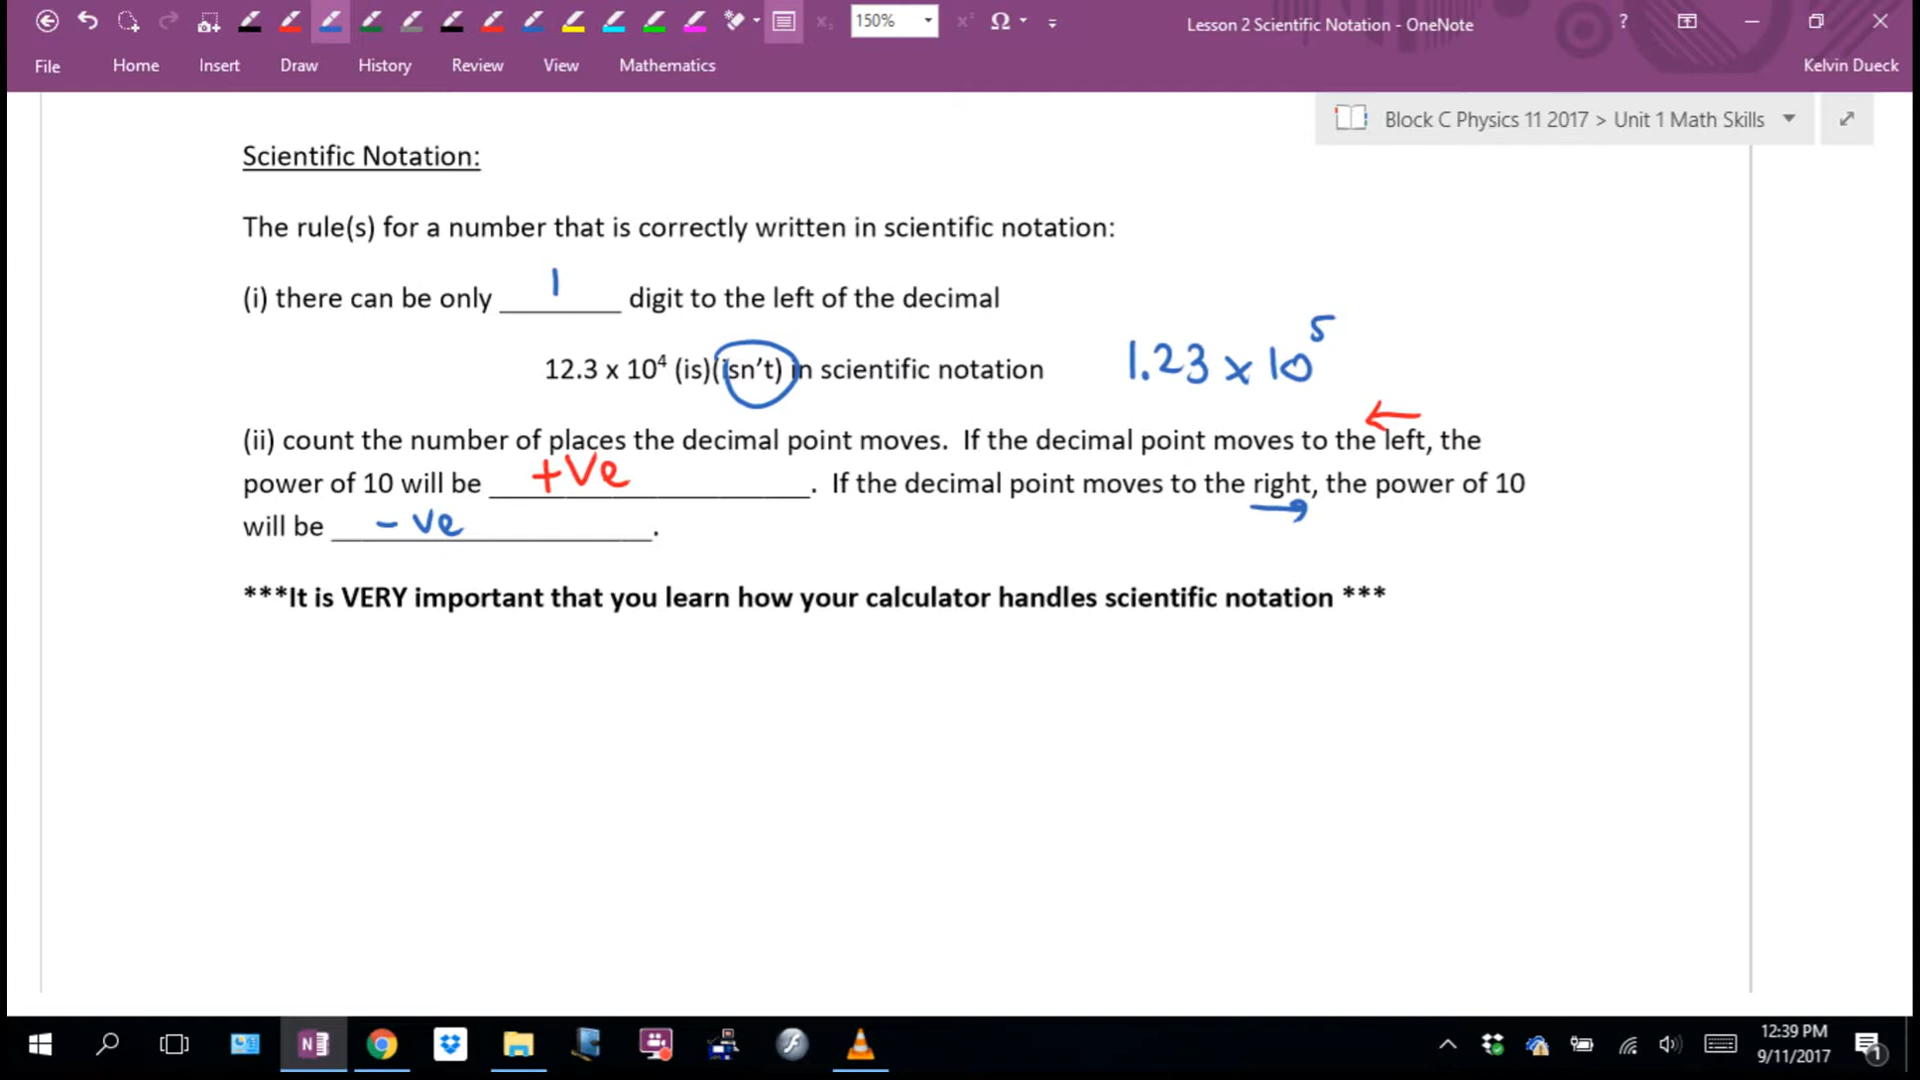 150%
x₂
x²
Ω
Lesson 2 Scientific Notation - OneNote
?
File Home Insert Draw History Review View Mathematics
Kelvin Dueck
Block C Physics 11 2017 > Unit 1 Math Skills
Scientific Notation:
The rule(s) for a number that is correctly written in scientific notation:
(i) there can be only 1 digit to the left of the decimal
12.3 x 10⁴ (is)(isn't) in scientific notation 1.23 x 10⁵
(ii) count the number of places the decimal point moves. If the decimal point moves to the left, the
power of 10 will be +ve. If the decimal point moves to the right, the power of 10
will be -ve.
***It is VERY important that you learn how your calculator handles scientific notation ***
12:39 PM
9/11/2017
1